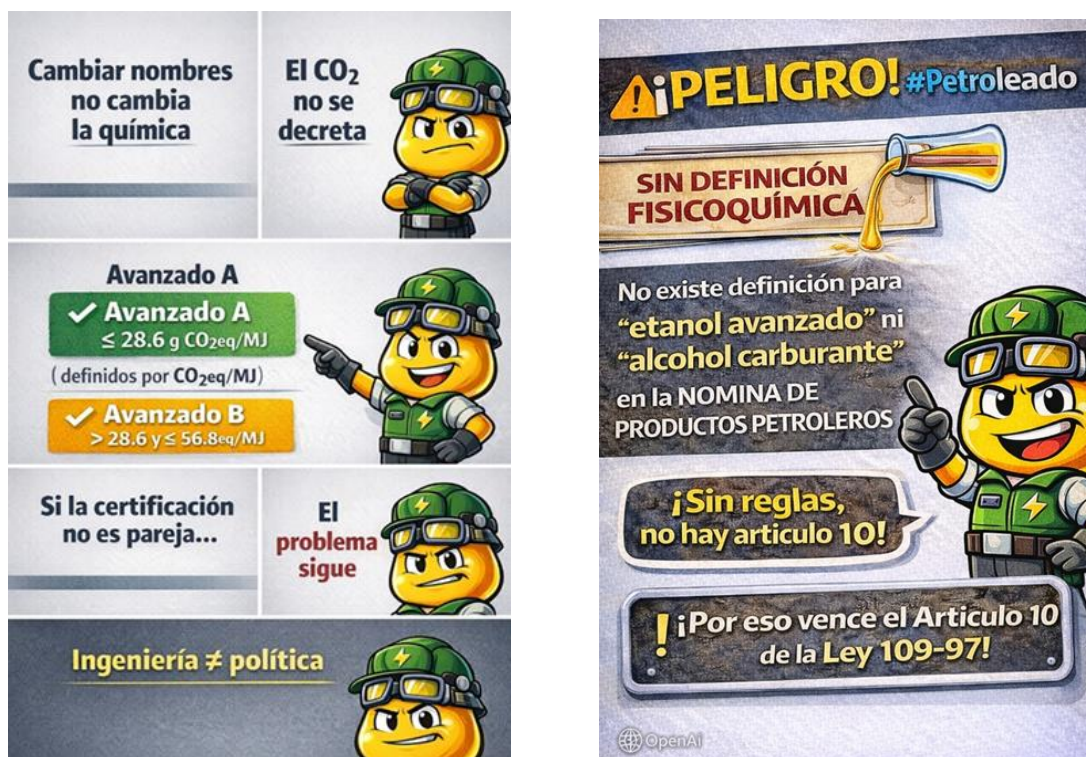 Cambiar nombres
no cambia
la química
El CO₂
no se
decreta
Avanzado A
✓ Avanzado A
≤ 28.6 g CO₂eq/MJ
( definidos por CO₂eq/MJ)
✓ Avanzado B
> 28.6 y ≤ 56.8eq/MJ
Si la certificación
no es pareja...
El
problema
sigue
Ingeniería ≠ política
¡PELIGRO! #Petroleado
SIN DEFINICIÓN
FISICOQUÍMICA
No existe definición para
“etanol avanzado” ni
“alcohol carburante”
en la NOMINA DE
PRODUCTOS PETROLEROS
¡Sin reglas,
no hay articulo 10!
! ¡Por eso vence el Articulo 10
de la Ley 109-97!
OpenAi